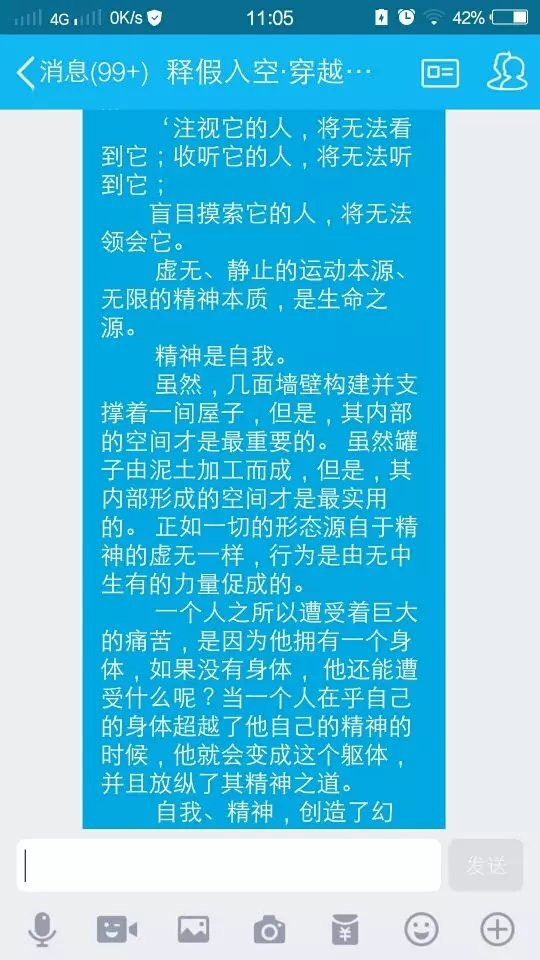 4G 0K/s 11:05 42%
消息(99+) 释假入空·穿越…
‘注视它的人，将无法看
到它；收听它的人，将无法听
到它；
盲目摸索它的人，将无法
领会它。
虚无、静止的运动本源、
无限的精神本质，是生命之
源。
精神是自我。
虽然，几面墙壁构建并支
撑着一间屋子，但是，其内部
的空间才是最重要的。 虽然罐
子由泥土加工而成，但是，其
内部形成的空间才是最实用
的。 正如一切的形态源自于精
神的虚无一样，行为是由无中
生有的力量促成的。
一个人之所以遭受着巨大
的痛苦，是因为他拥有一个身
体，如果没有身体， 他还能遭
受什么呢？当一个人在乎自己
的身体超越了他自己的精神的
时候，他就会变成这个躯体，
并且放纵了其精神之道。
自我、精神，创造了幻
发送